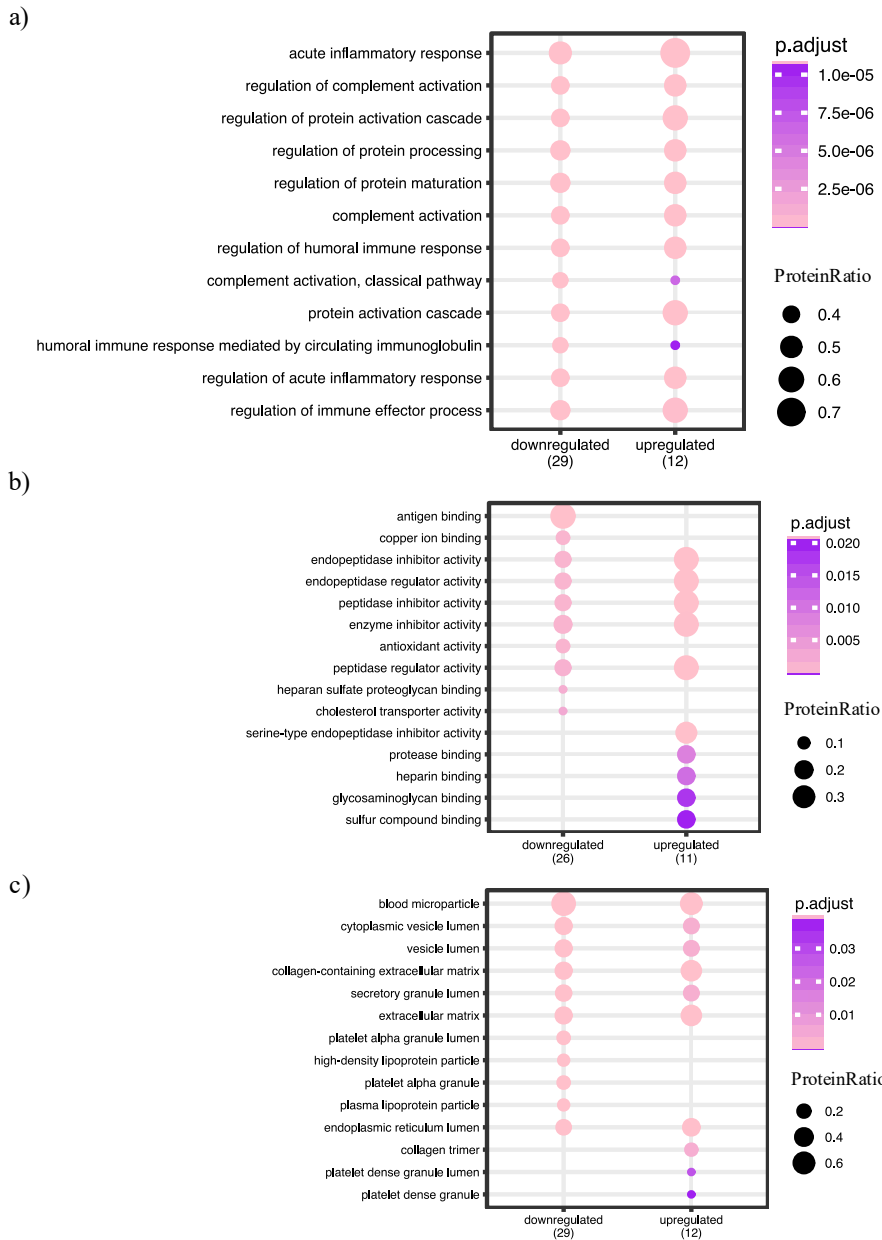 a)
acute inflammatory response
regulation of complement activation
regulation of protein activation cascade
regulation of protein processing
regulation of protein maturation
complement activation
regulation of humoral immune response
complement activation, classical pathway
protein activation cascade
humoral immune response mediated by circulating immunoglobulin
regulation of acute inflammatory response
regulation of immune effector process
downregulated
(29)
upregulated
(12)
p.adjust
1.0e-05
7.5e-06
5.0e-06
2.5e-06
ProteinRatio
0.4
0.5
0.6
0.7
b)
antigen binding
copper ion binding
endopeptidase inhibitor activity
endopeptidase regulator activity
peptidase inhibitor activity
enzyme inhibitor activity
antioxidant activity
peptidase regulator activity
heparan sulfate proteoglycan binding
cholesterol transporter activity
serine-type endopeptidase inhibitor activity
protease binding
heparin binding
glycosaminoglycan binding
sulfur compound binding
downregulated
(26)
upregulated
(11)
p.adjust
0.020
0.015
0.010
0.005
ProteinRatio
0.1
0.2
0.3
c)
blood microparticle
cytoplasmic vesicle lumen
vesicle lumen
collagen-containing extracellular matrix
secretory granule lumen
extracellular matrix
platelet alpha granule lumen
high-density lipoprotein particle
platelet alpha granule
plasma lipoprotein particle
endoplasmic reticulum lumen
collagen trimer
platelet dense granule lumen
platelet dense granule
downregulated
(29)
upregulated
(12)
p.adjust
0.03
0.02
0.01
ProteinRatio
0.2
0.4
0.6